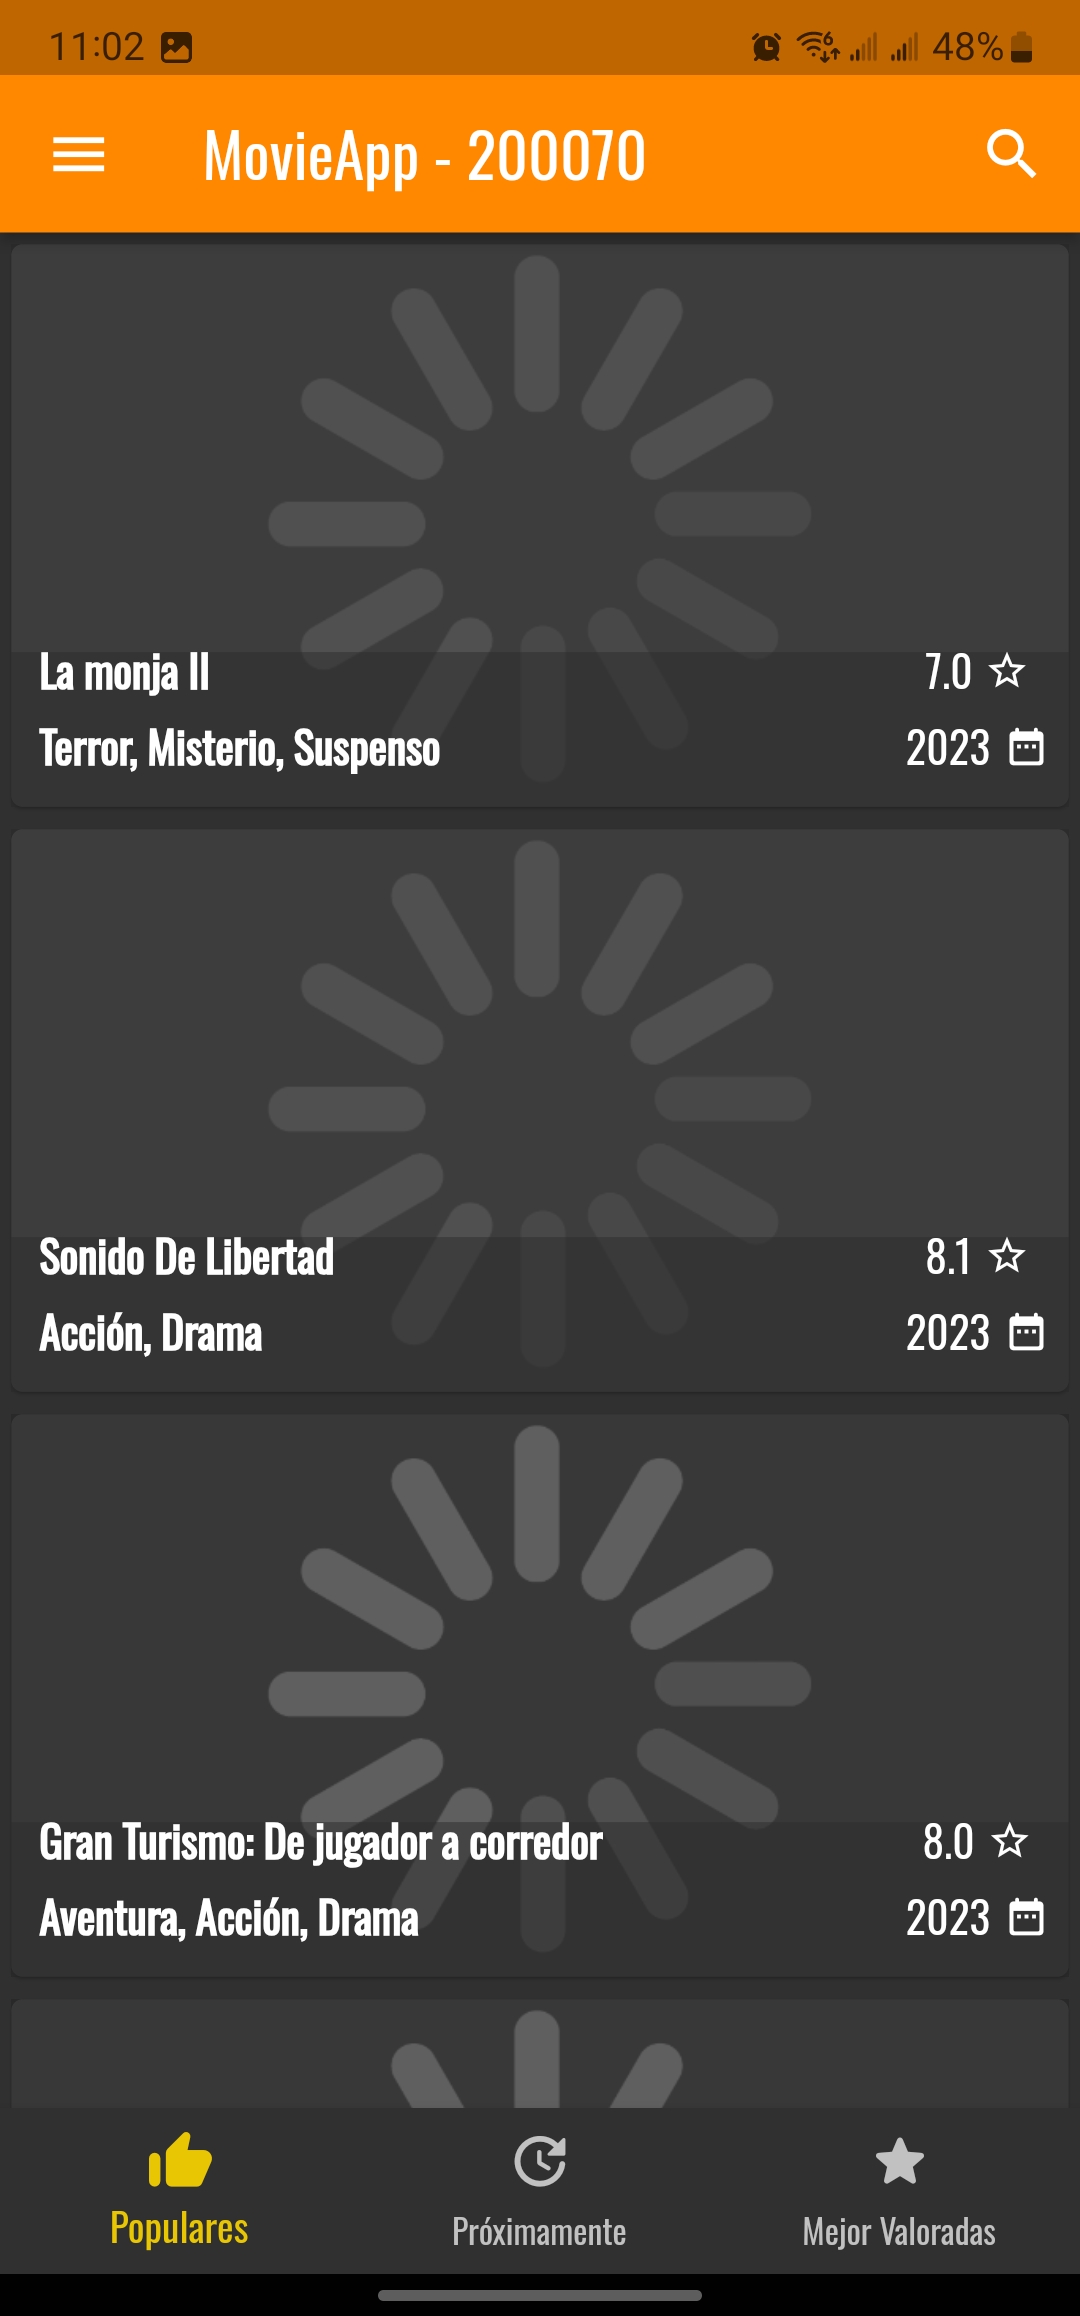 11:02 48%
MovieApp - 200070
La monja II 7.0
Terror, Misterio, Suspenso 2023
Sonido De Libertad 8.1
Acción, Drama 2023
Gran Turismo: De jugador a corredor 8.0
Aventura, Acción, Drama 2023
Populares Próximamente Mejor Valoradas